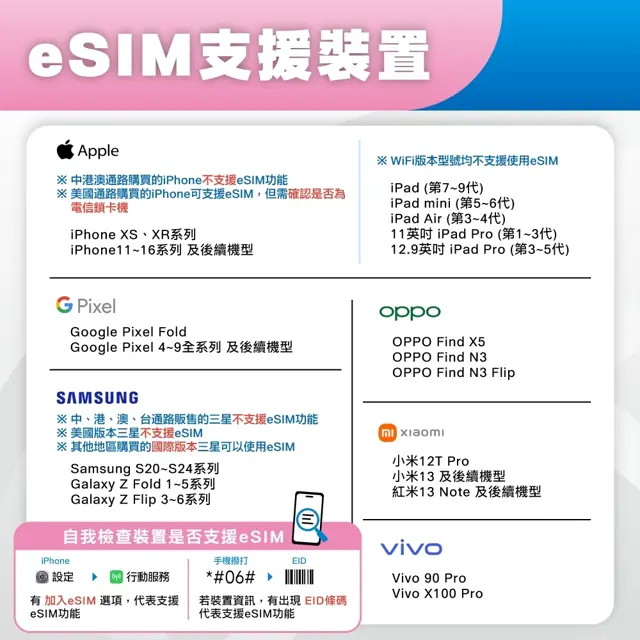 eSIM支援裝置
Apple
※ 中港澳通路購買的iPhone不支援eSIM功能
※ 美國通路購買的iPhone可支援eSIM，但需確認是否為
電信鎖卡機
iPhone XS、XR系列
iPhone11~16系列 及後續機型
※ WiFi版本型號均不支援使用eSIM
iPad (第7~9代)
iPad mini (第5~6代)
iPad Air (第3~4代)
11英吋 iPad Pro (第1~3代)
12.9英吋 iPad Pro (第3~5代)
G Pixel
Google Pixel Fold
Google Pixel 4~9全系列 及後續機型
SAMSUNG
※ 中、港、澳、台通路販售的三星不支援eSIM功能
※ 美國版本三星不支援eSIM
※ 其他地區購買的國際版本三星可以使用eSIM
Samsung S20~S24系列
Galaxy Z Fold 1~5系列
Galaxy Z Flip 3~6系列
oppo
OPPO Find X5
OPPO Find N3
OPPO Find N3 Flip
mi xiaomi
小米12T Pro
小米13 及後續機型
紅米13 Note 及後續機型
vivo
Vivo 90 Pro
Vivo X100 Pro
自我檢查裝置是否支援eSIM
iPhone
設定 行動服務
有 加入eSIM 選項，代表支援
eSIM功能
手機撥打 EID
*#06#
若裝置資訊，有出現 EID條碼
代表支援eSIM功能